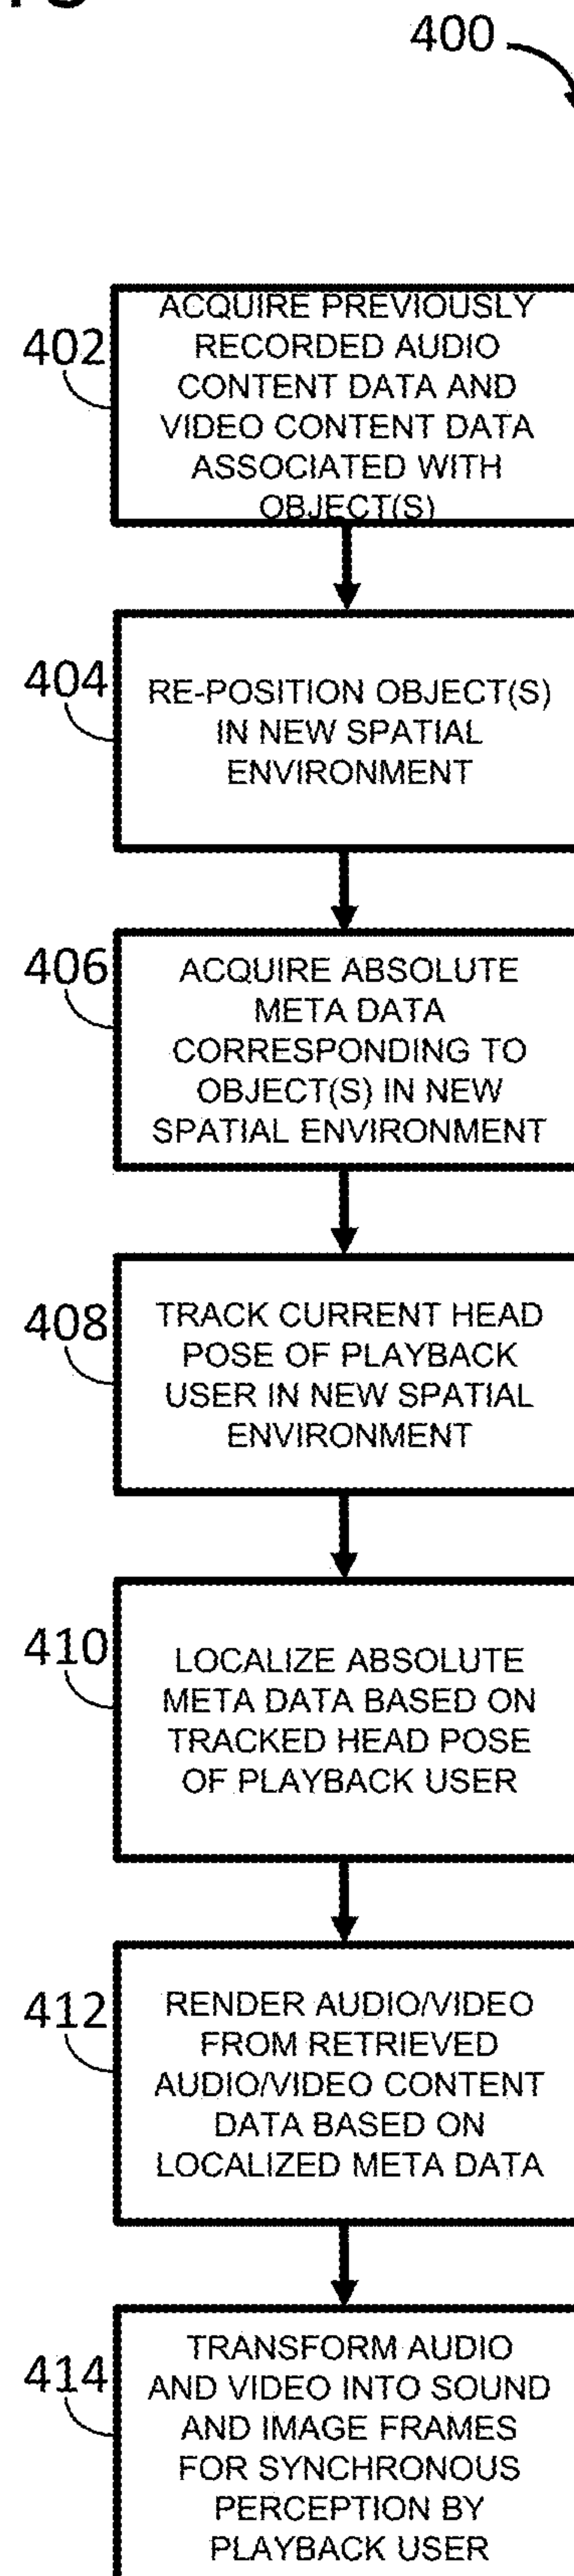 400
402
ACQUIRE PREVIOUSLY
RECORDED AUDIO
CONTENT DATA AND
VIDEO CONTENT DATA
ASSOCIATED WITH
OBJECT(S)
404
RE-POSITION OBJECT(S)
IN NEW SPATIAL
ENVIRONMENT
406
ACQUIRE ABSOLUTE
META DATA
CORRESPONDING TO
OBJECT(S) IN NEW
SPATIAL ENVIRONMENT
408
TRACK CURRENT HEAD
POSE OF PLAYBACK
USER IN NEW SPATIAL
ENVIRONMENT
410
LOCALIZE ABSOLUTE
META DATA BASED ON
TRACKED HEAD POSE
OF PLAYBACK USER
412
RENDER AUDIO/VIDEO
FROM RETRIEVED
AUDIO/VIDEO CONTENT
DATA BASED ON
LOCALIZED META DATA
414
TRANSFORM AUDIO
AND VIDEO INTO SOUND
AND IMAGE FRAMES
FOR SYNCHRONOUS
PERCEPTION BY
PLAYBACK USER